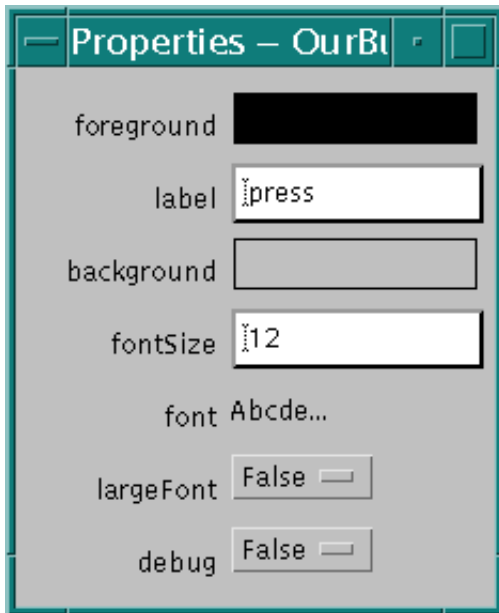 Properties – OurBu
foreground
label press
background
fontSize 12
font Abcde...
largeFont False
debug False